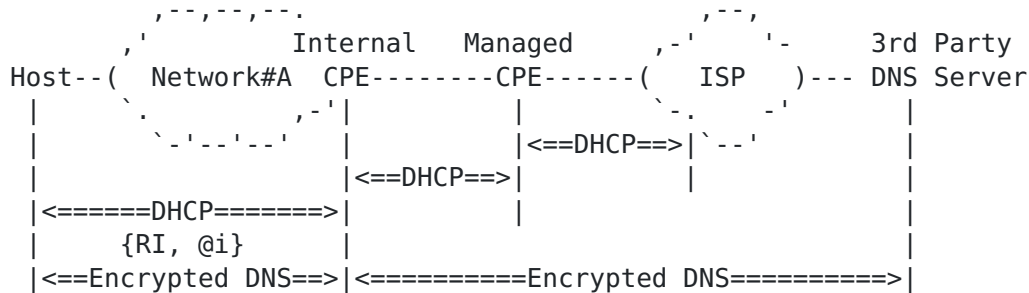 ,--,--,--.                             ,--,
       ,'          Internal   Managed     ,-'    '-     3rd Party
Host--(  Network#A  CPE--------CPE------(   ISP   )--- DNS Server
  |     `.        ,-'|          |         `-.   -'       |
  |       `-'--'--'  |          |<==DHCP==>|`--'         |
  |                  |<==DHCP==>|          |             |
  |<======DHCP=======>|          |                        |
  |     {RI, @i}     |                                   |
  |<==Encrypted DNS==>|<==========Encrypted DNS==========>|